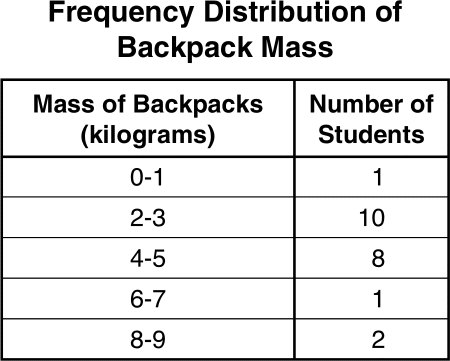 Frequency Distribution of
Backpack Mass
Mass of Backpacks Number of
(kilograms) Students
0-1 1
2-3 10
4-5 8
6-7 1
8-9 2